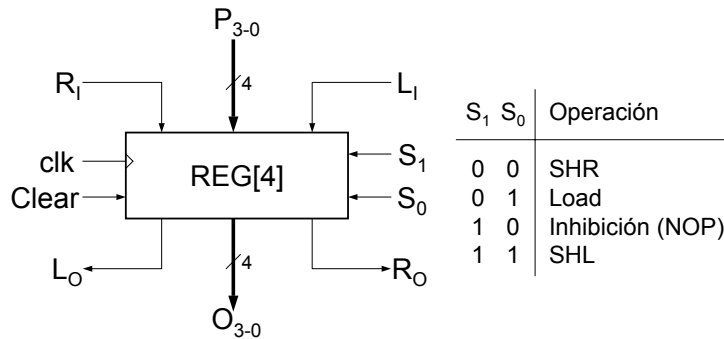 P3-0
4
RI
LI
clk
REG[4]
S1
Clear
S0
LO
4
RO
O3-0
S1 S0 Operación
0 0 SHR
0 1 Load
1 0 Inhibición (NOP)
1 1 SHL